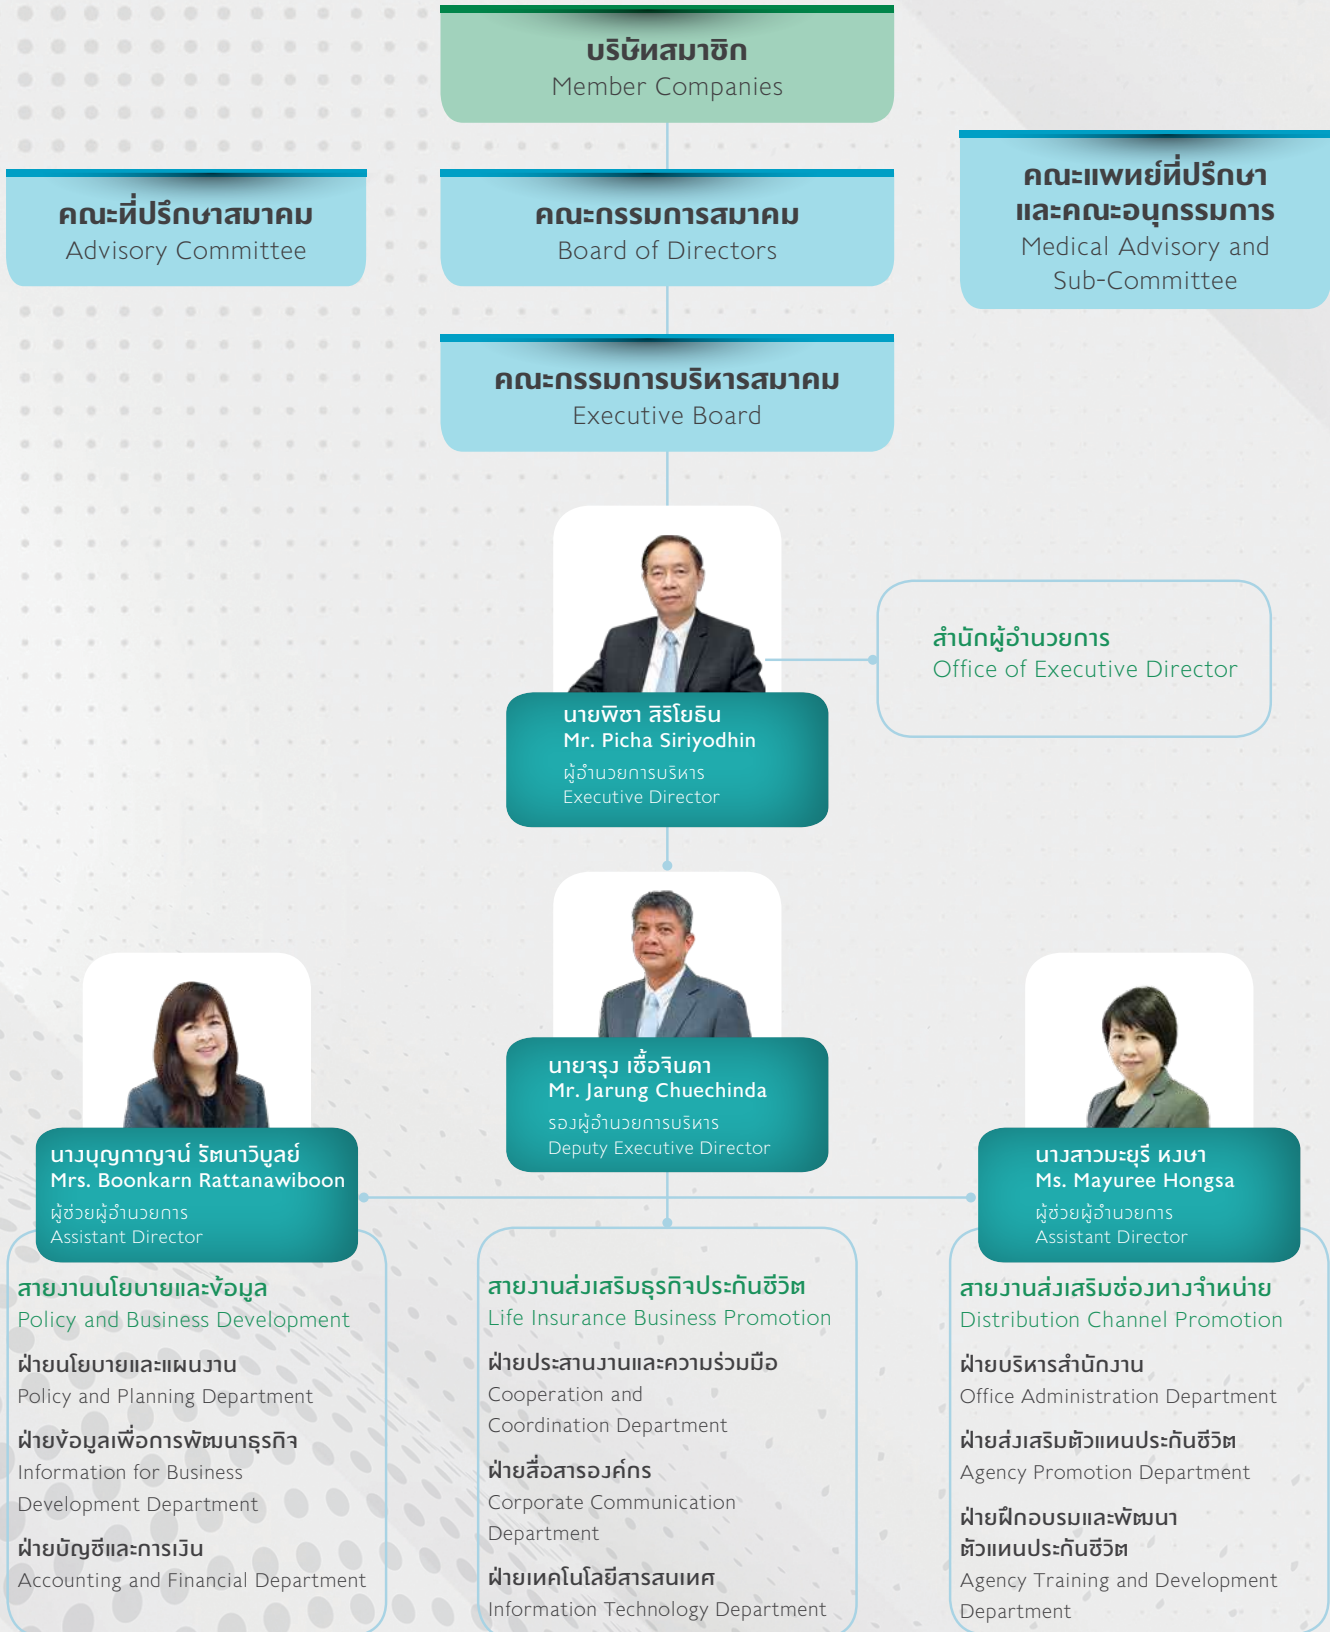 บริษัทสมาชิก
Member Companies
คณะที่ปรึกษาสมาคม
Advisory Committee
คณะกรรมการสมาคม
Board of Directors
คณะแพทย์ที่ปรึกษา
และคณะอนุกรรมการ
Medical Advisory and
Sub-Committee
คณะกรรมการบริหารสมาคม
Executive Board
สำนักผู้อำนวยการ
Office of Executive Director
นายพิชา สิริโยธิน
Mr. Picha Siriyodhin
ผู้อำนวยการบริหาร
Executive Director
นายจรุง เชื้อจินดา
Mr. Jarung Chuechinda
รองผู้อำนวยการบริหาร
Deputy Executive Director
นางบุญกาญจน์ รัตนาวิบูลย์
Mrs. Boonkarn Rattanawiboon
ผู้ช่วยผู้อำนวยการ
Assistant Director
นางสาวมะยุรี หงษา
Ms. Mayuree Hongsa
ผู้ช่วยผู้อำนวยการ
Assistant Director
สายงานนโยบายและข้อมูล
Policy and Business Development
ฝ่ายนโยบายและแผนงาน
Policy and Planning Department
ฝ่ายข้อมูลเพื่อการพัฒนาธุรกิจ
Information for Business
Development Department
ฝ่ายบัญชีและการเงิน
Accounting and Financial Department
สายงานส่งเสริมธุรกิจประกันชีวิต
Life Insurance Business Promotion
ฝ่ายประสานงานและความร่วมมือ
Cooperation and
Coordination Department
ฝ่ายสื่อสารองค์กร
Corporate Communication
Department
ฝ่ายเทคโนโลยีสารสนเทศ
Information Technology Department
สายงานส่งเสริมช่องทางจำหน่าย
Distribution Channel Promotion
ฝ่ายบริหารสำนักงาน
Office Administration Department
ฝ่ายส่งเสริมตัวแทนประกันชีวิต
Agency Promotion Department
ฝ่ายฝึกอบรมและพัฒนา
ตัวแทนประกันชีวิต
Agency Training and Development
Department